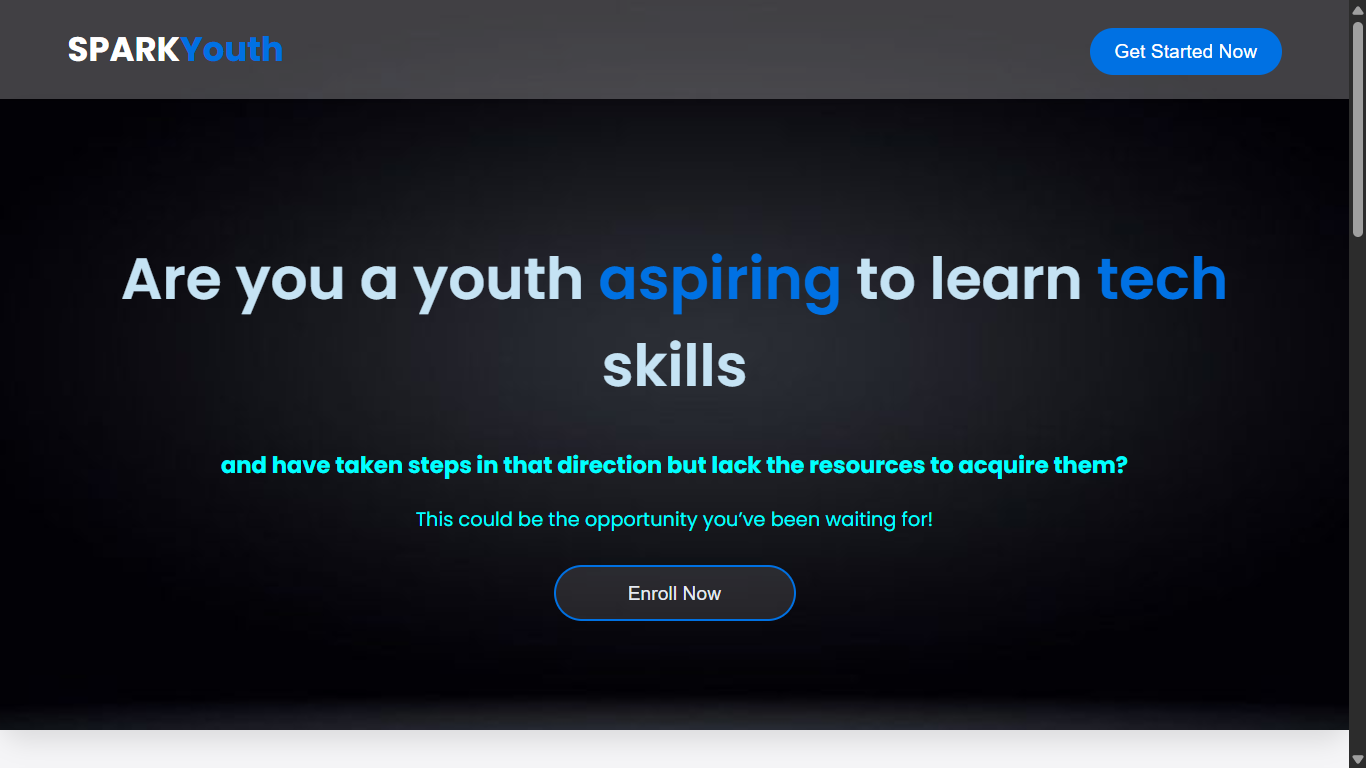 SPARKYouth
Get Started Now
Are you a youth aspiring to learn tech
skills
and have taken steps in that direction but lack the resources to acquire them?
This could be the opportunity you’ve been waiting for!
Enroll Now